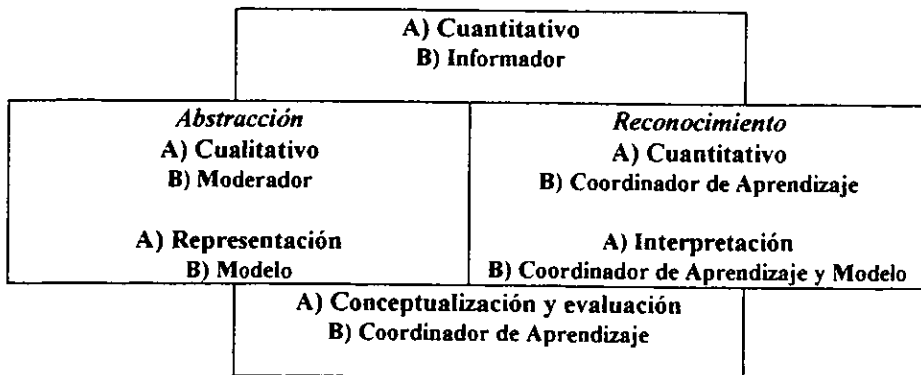 A) Cuantitativo
B) Informador
Abstracción
A) Cualitativo
B) Moderador
A) Representación
B) Modelo
Reconocimiento
A) Cuantitativo
B) Coordinador de Aprendizaje
A) Interpretación
B) Coordinador de Aprendizaje y Modelo
A) Conceptualización y evaluación
B) Coordinador de Aprendizaje